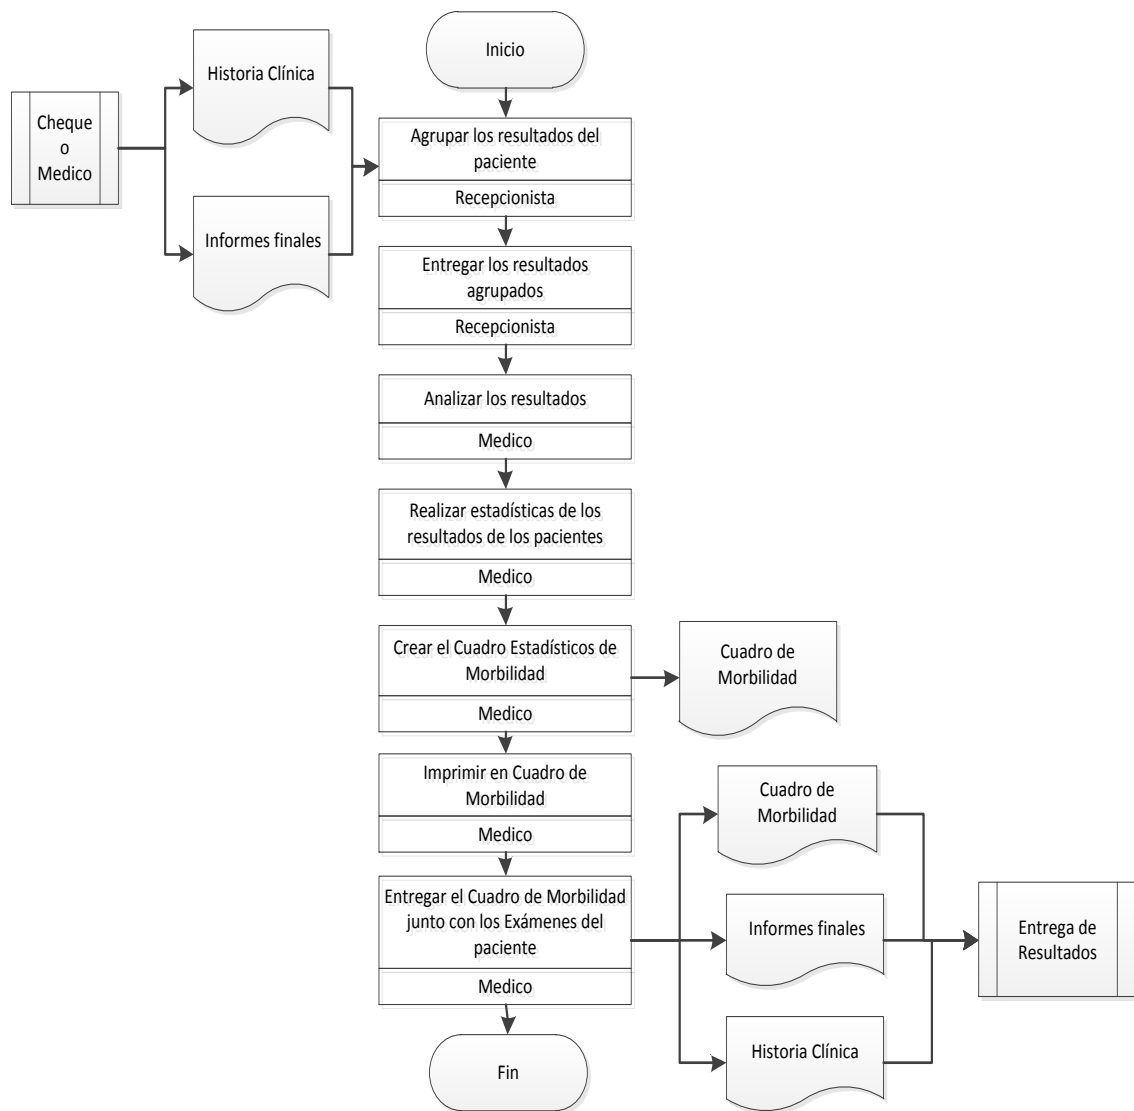 Inicio
Historia Clínica
Cheque
o
Medico
Agrupar los resultados del
paciente
Recepcionista
Informes finales
Entregar los resultados
agrupados
Recepcionista
Analizar los resultados
Medico
Realizar estadísticas de los
resultados de los pacientes
Medico
Crear el Cuadro Estadísticos de
Morbilidad
Medico
Cuadro de
Morbilidad
Imprimir en Cuadro de
Morbilidad
Medico
Cuadro de
Morbilidad
Entregar el Cuadro de Morbilidad
junto con los Exámenes del
paciente
Medico
Informes finales
Entrega de
Resultados
Historia Clínica
Fin